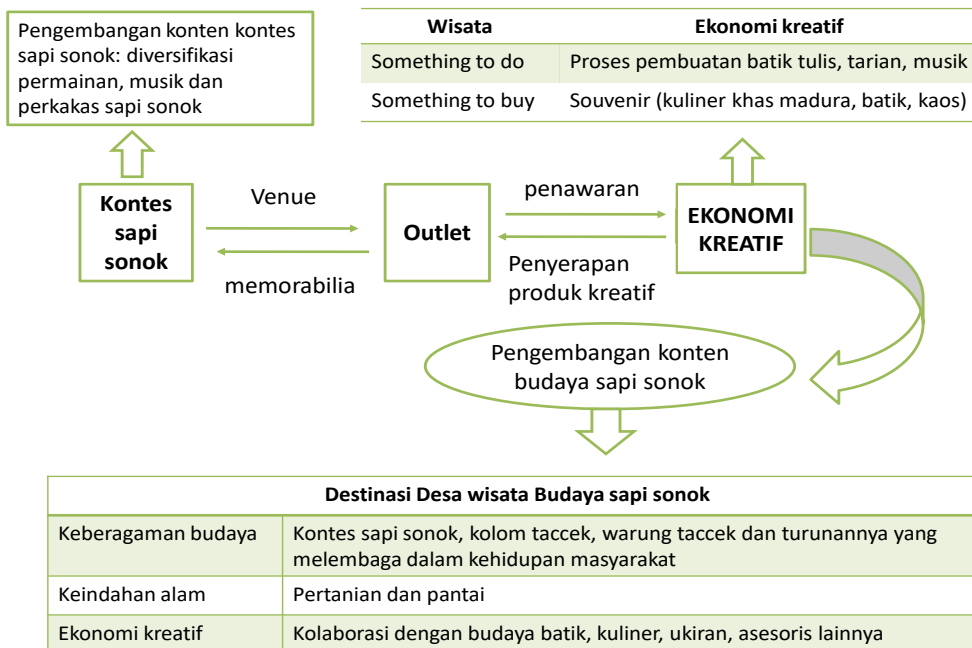 Pengembangan konten kontes
sapi sonok: diversifikasi
permainan, musik dan
perkakas sapi sonok
Wisata Ekonomi kreatif
Something to do Proses pembuatan batik tulis, tarian, musik
Something to buy Souvenir (kuliner khas madura, batik, kaos)
Kontes
sapi
sonok
Venue
memorabilia
Outlet
penawaran
Penyerapan
produk kreatif
EKONOMI
KREATIF
Pengembangan konten
budaya sapi sonok
Destinasi Desa wisata Budaya sapi sonok
Keberagaman budaya Kontes sapi sonok, kolom taccek, warung taccek dan turunannya yang
melembaga dalam kehidupan masyarakat
Keindahan alam Pertanian dan pantai
Ekonomi kreatif Kolaborasi dengan budaya batik, kuliner, ukiran, asesoris lainnya